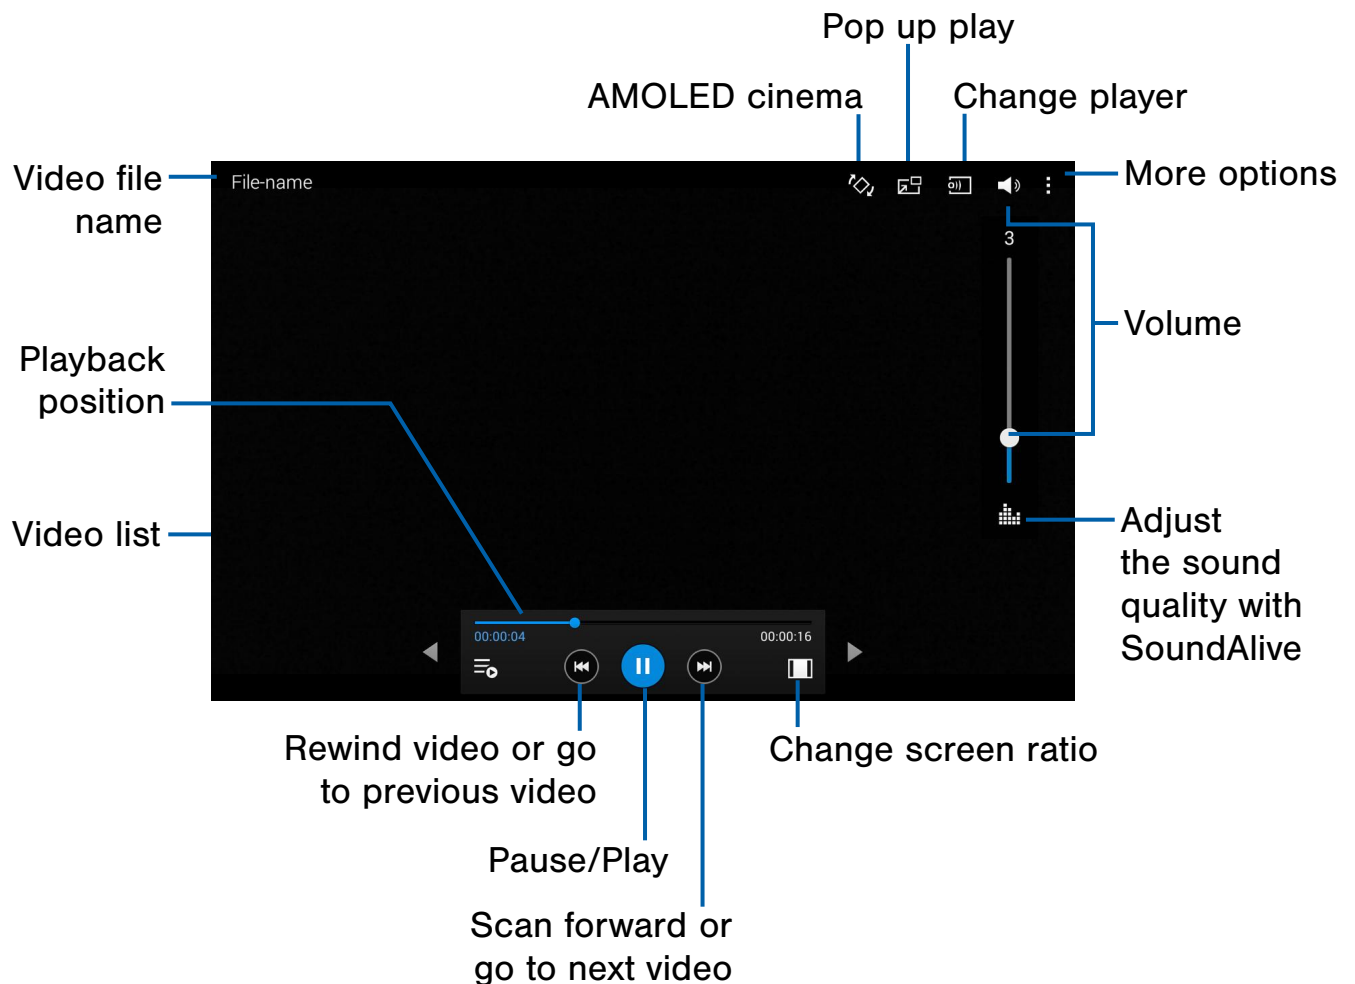 Pop up play
AMOLED cinema
Change player
Video file
name
File-name
More options
3
Volume
Playback
position
Video list
Adjust
the sound
quality with
SoundAlive
00:00:04
00:00:16
Rewind video or go
to previous video
Change screen ratio
Pause/Play
Scan forward or
go to next video